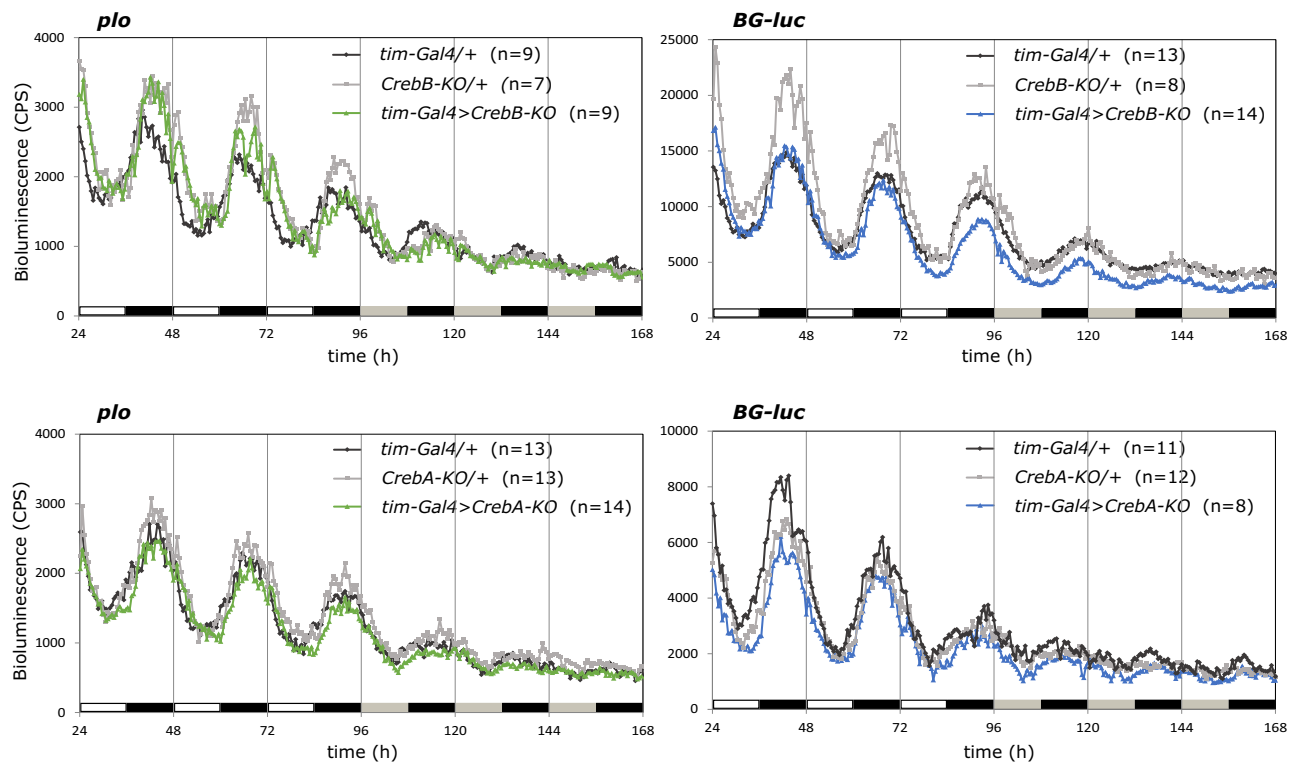 plo
4000
3000
2000
1000
0
Bioluminescence (CPS)
tim-Gal4/+ (n=9)
CrebB-KO/+ (n=7)
tim-Gal4>CrebB-KO (n=9)
24 48 72 96 120 144 168
time (h)
BG-luc
25000
20000
15000
10000
5000
0
tim-Gal4/+ (n=13)
CrebB-KO/+ (n=8)
tim-Gal4>CrebB-KO (n=14)
24 48 72 96 120 144 168
time (h)
plo
4000
3000
2000
1000
0
Bioluminescence (CPS)
tim-Gal4/+ (n=13)
CrebA-KO/+ (n=13)
tim-Gal4>CrebA-KO (n=14)
24 48 72 96 120 144 168
time (h)
BG-luc
10000
8000
6000
4000
2000
0
tim-Gal4/+ (n=11)
CrebA-KO/+ (n=12)
tim-Gal4>CrebA-KO (n=8)
24 48 72 96 120 144 168
time (h)